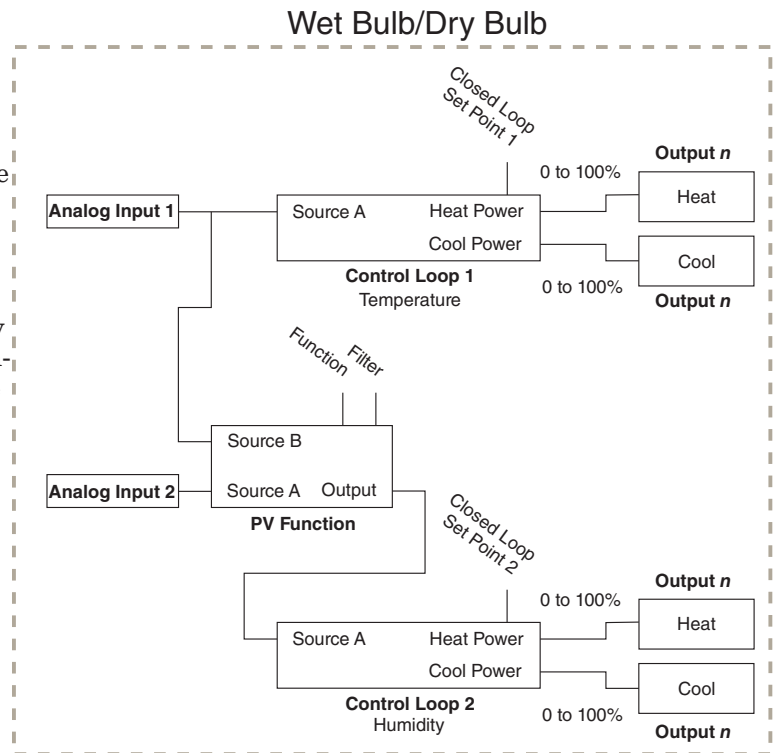 Wet Bulb/Dry Bulb
Closed Loop
Set Point 1
Output n
0 to 100%
Heat
Analog Input 1
Source A
Heat Power
Cool Power
Cool
Control Loop 1
Temperature
0 to 100%
Output n
Function
Filter
Source B
Analog Input 2
Source A
Output
PV Function
Closed Loop
Set Point 2
Output n
0 to 100%
Heat
Source A
Heat Power
Cool Power
Cool
Control Loop 2
Humidity
0 to 100%
Output n